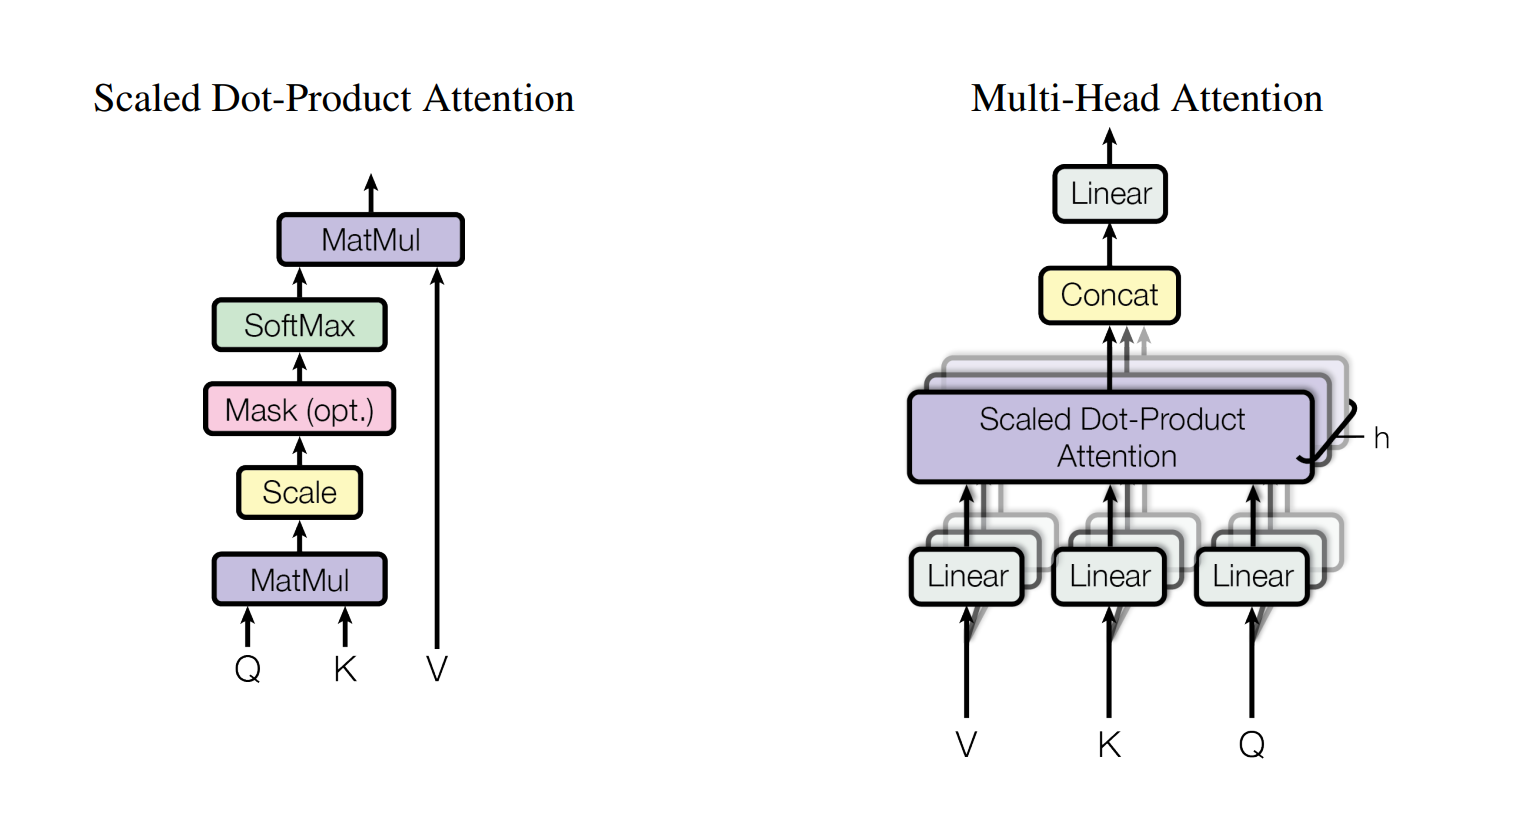 Scaled Dot-Product Attention
MatMul
SoftMax
Mask (opt.)
Scale
MatMul
Q K V
Multi-Head Attention
Linear
Concat
Scaled Dot-Product
Attention
h
Linear Linear Linear
V K Q